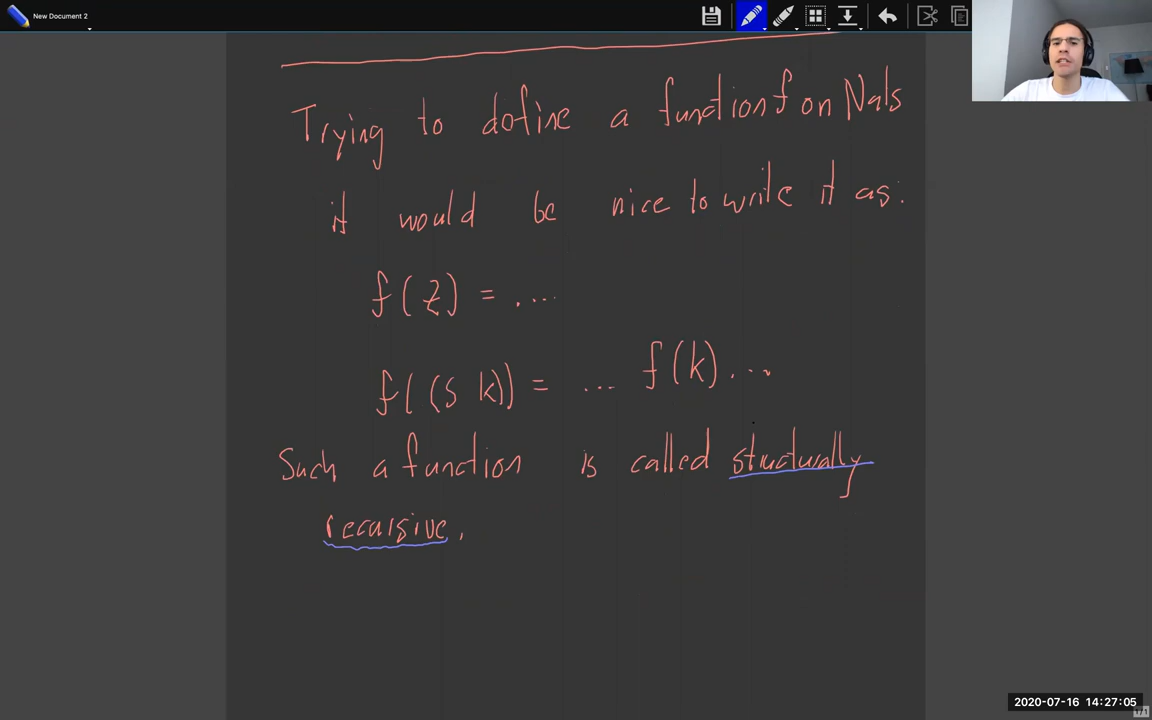 New Document 2
Trying to define a function f on Nats
it would be nice to write it as:
f(Z) = ....
f((S k)) = ... f(k)...
Such a function is called structurally
recursive.
2020-07-16 14:27:05